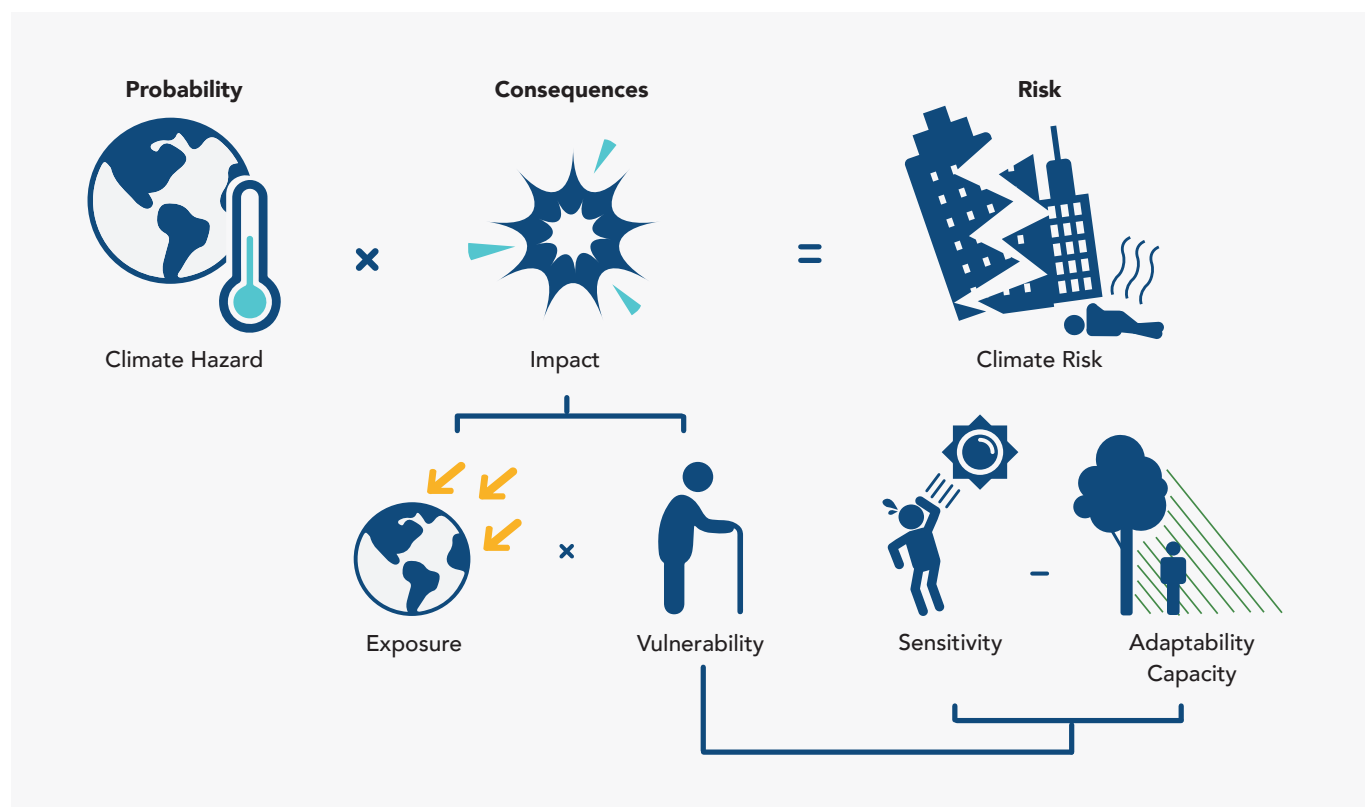 Probability
Consequences
Risk
×
=
Climate Hazard
Impact
Climate Risk
×
–
Exposure
Vulnerability
Sensitivity
Adaptability
Capacity